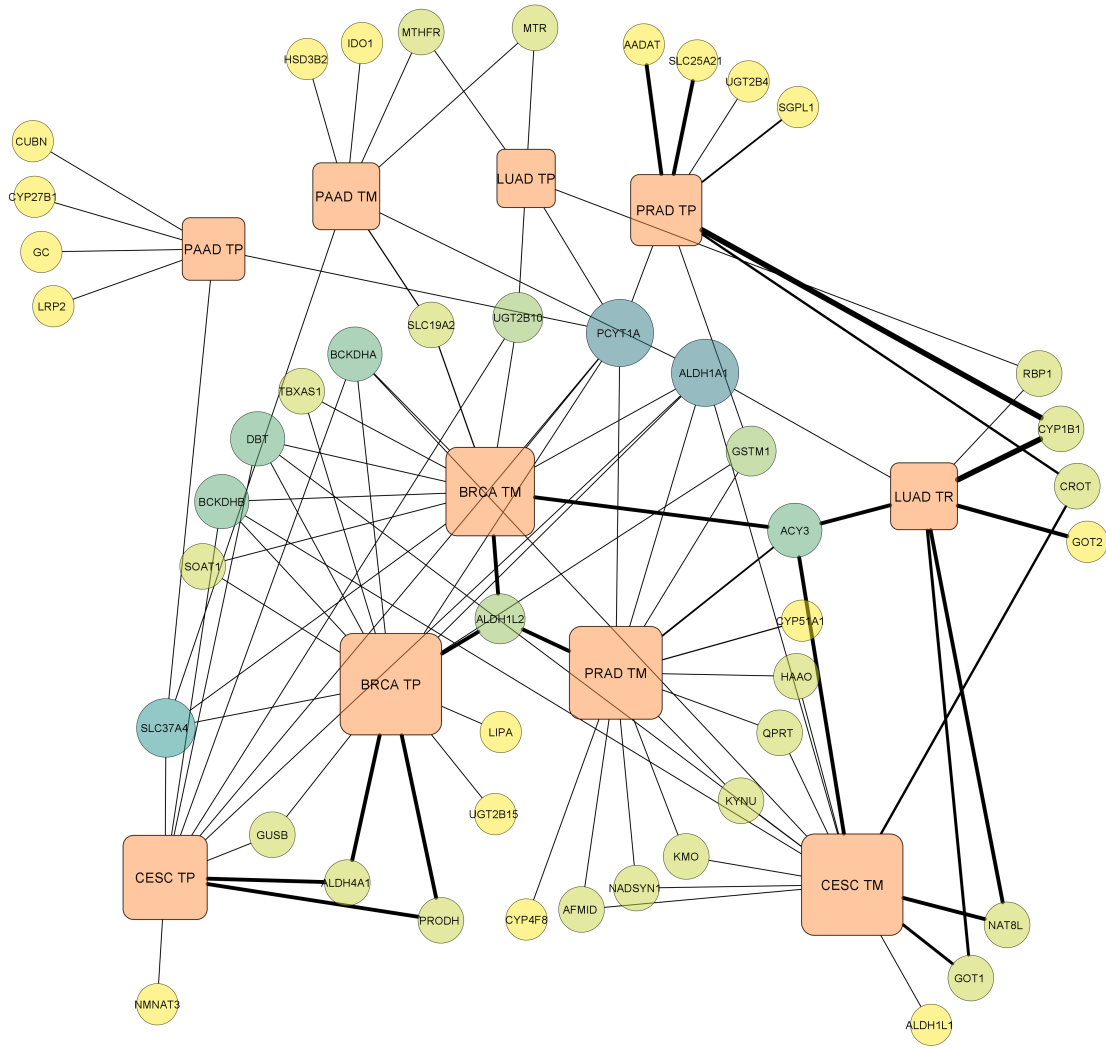 MTHFR
MTR
IDO1
AADAT
HSD3B2
SLC25A21
UGT2B4
SGPL1
CUBN
LUAD TP
PAAD TM
CYP27B1
PRAD TP
PAAD TP
GC
LRP2
SLC19A2
UGT2B10
PCYT1A
BCKDHA
ALDH1A1
RBP1
TBXAS1
CYP1B1
DBT
GSTM1
CROT
BRCA TM
BCKDHB
LUAD TR
ACY3
GOT2
SOAT1
ALDH1L2
CYP51A1
PRAD TM
HAAO
BRCA TP
SLC37A4
LIPA
QPRT
KYNU
UGT2B15
GUSB
KMO
CESC TP
ALDH4A1
NADSYN1
CESC TM
AFMID
PRODH
CYP4F8
NAT8L
GOT1
NMNAT3
ALDH1L1